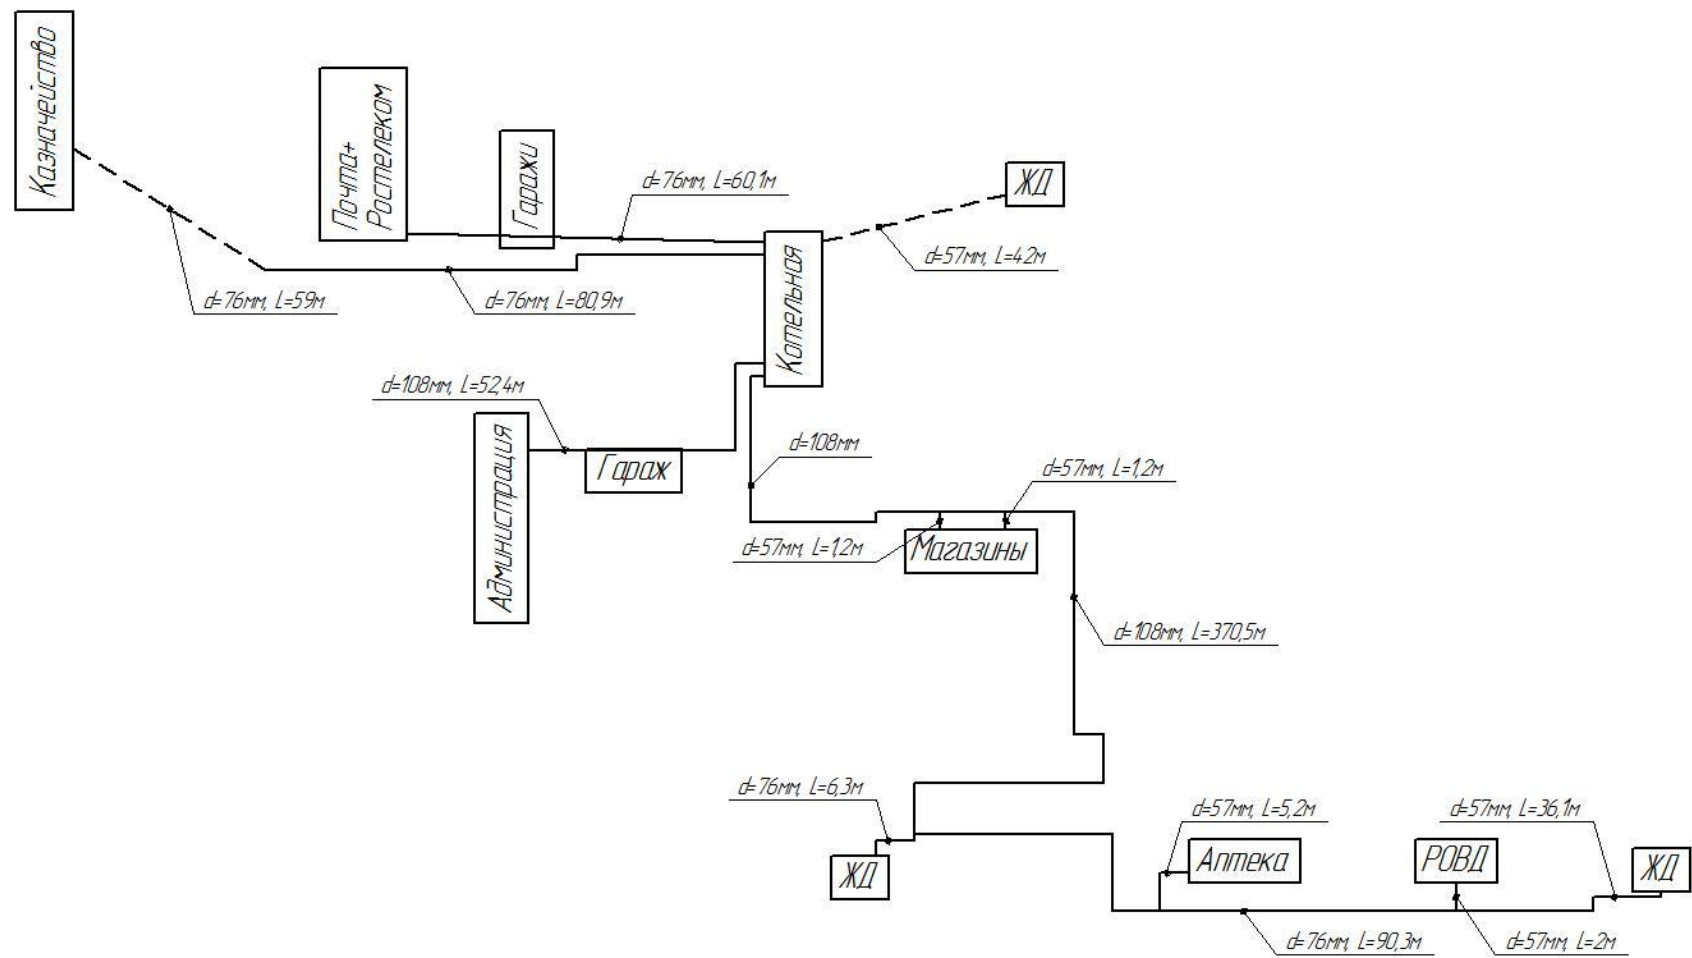 Казначейство
Почта+
Ростелеком
Гаражи
d=76мм, L=60,1м
ЖД
d=57мм, L=42м
Котельная
d=76мм, L=59м
d=76мм, L=80,9м
d=108мм, L=52,4м
Администрация
Гараж
d=108мм
d=57мм, L=1,2м
d=57мм, L=1,2м
Магазины
d=108мм, L=370,5м
d=76мм, L=6,3м
ЖД
d=57мм, L=5,2м
Аптека
d=57мм, L=36,1м
РОВД
ЖД
d=76мм, L=90,3м
d=57мм, L=2м